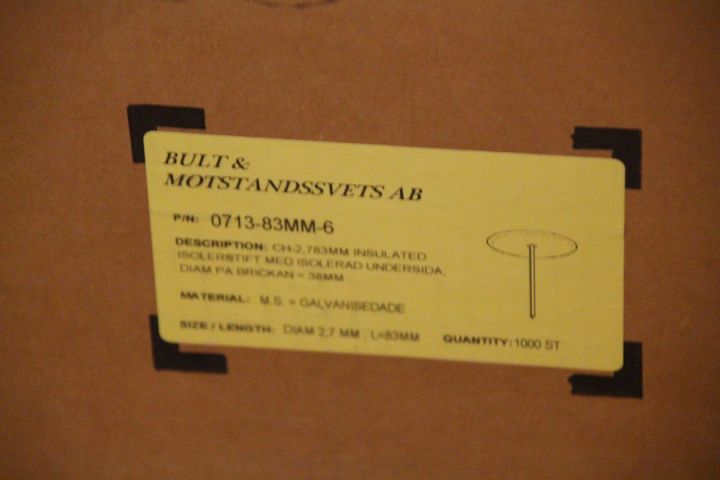 BULT &
MOTSTANDSSVETS AB
P/N: 0713-83MM-6
DESCRIPTION: CH-2,783MM INSULATED
ISOLERSTIFT MED ISOLERAD UNDERSIDA,
DIAM PA BRICKAN = 38MM
MATERIAL: M.S. = GALVANISEDADE
SIZE / LENGTH: DIAM 2,7 MM , L=83MM QUANTITY:1000 ST